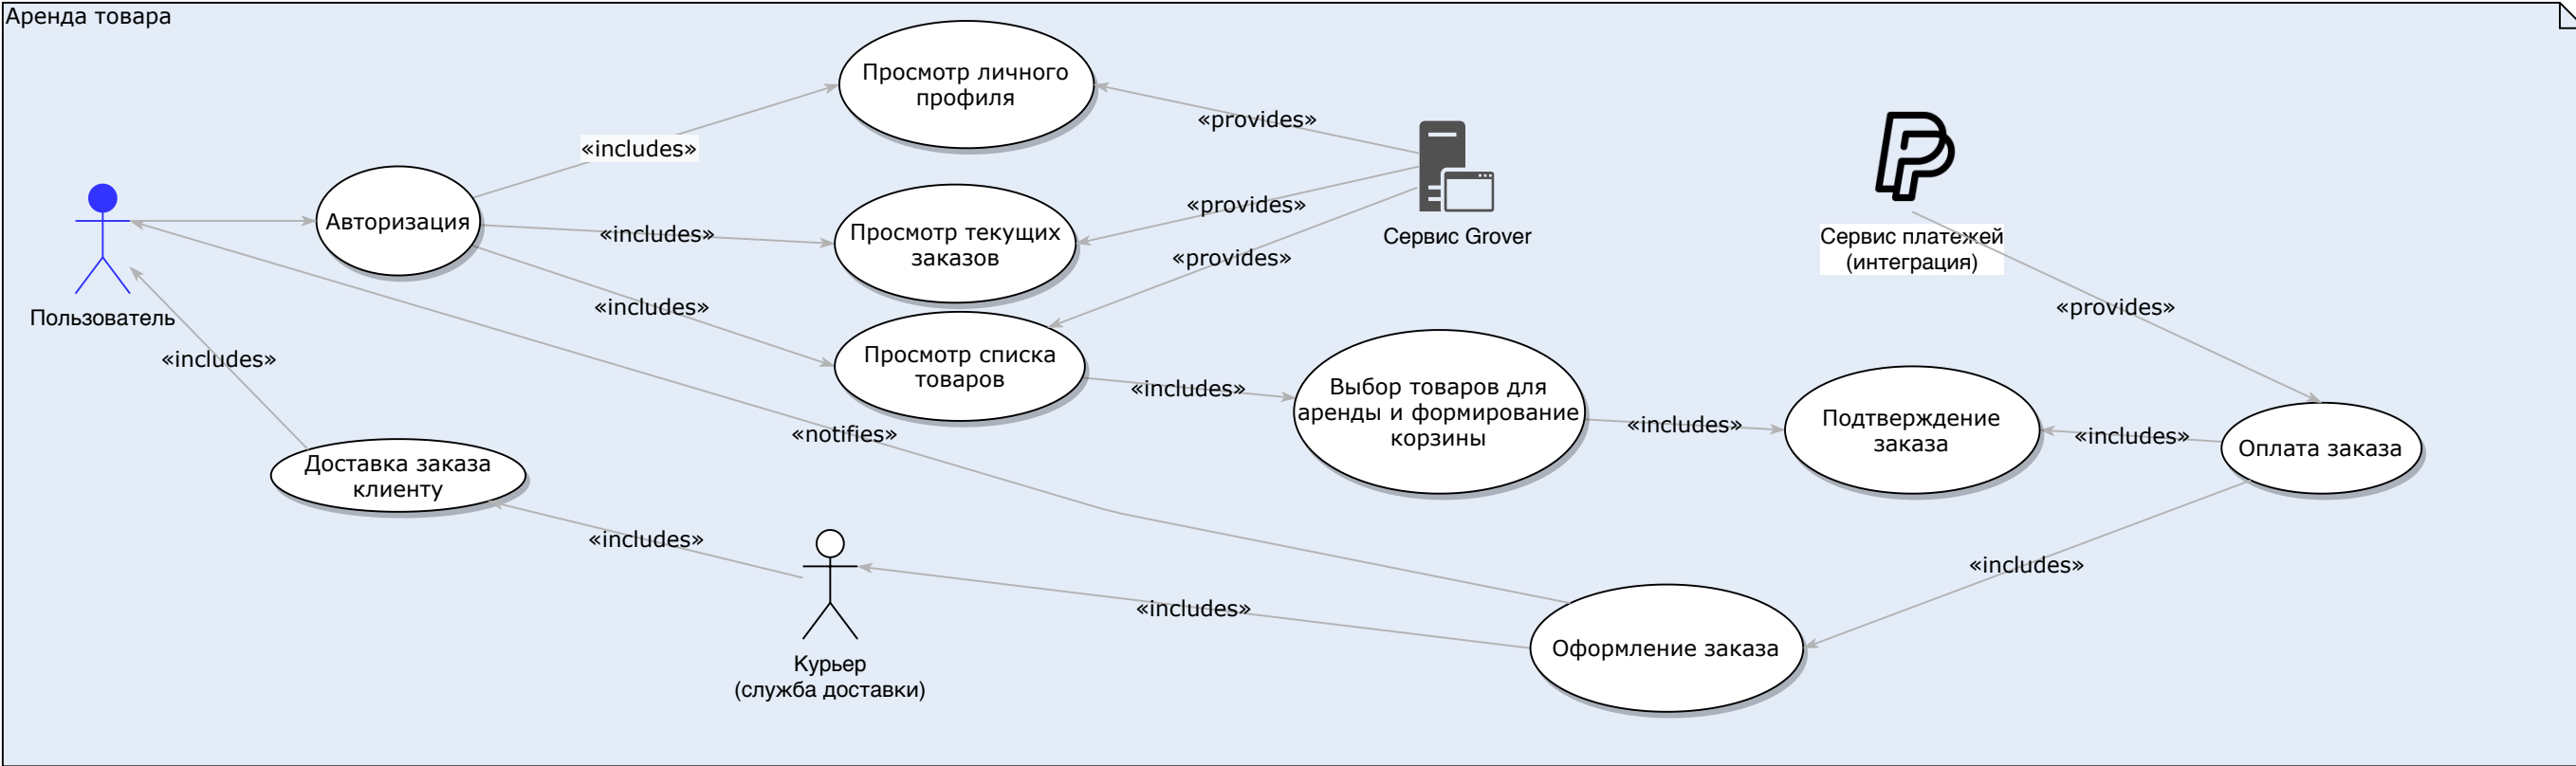 Аренда товара
Просмотр личного
профиля
«provides»
«includes»
Авторизация
Просмотр текущих
заказов
«includes»
«provides»
Сервис Grover
Сервис платежей
(интеграция)
«provides»
«includes»
Пользователь
«provides»
«includes»
Просмотр списка
товаров
«includes»
Выбор товаров для
аренды и формирование
корзины
«includes»
Подтверждение
заказа
«includes»
Оплата заказа
«notifies»
Доставка заказа
клиенту
«includes»
Курьер
(служба доставки)
«includes»
«includes»
Оформление заказа